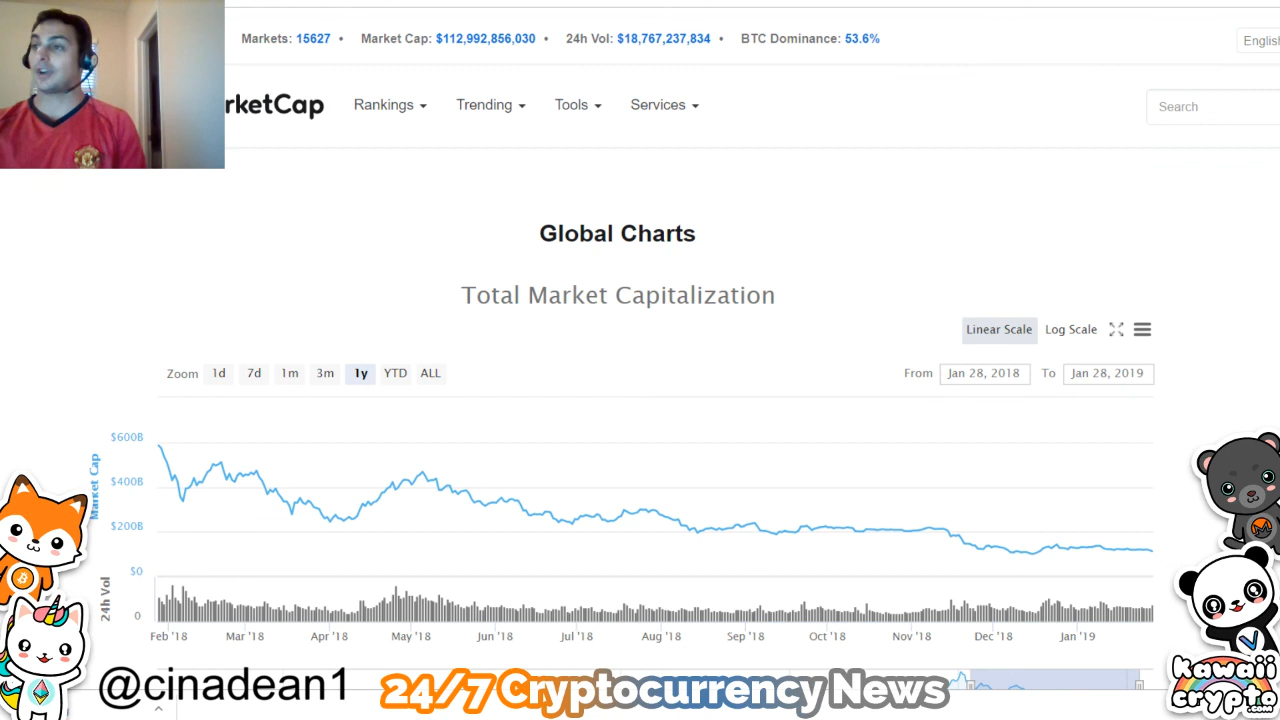 Markets: 15627 • Market Cap: $112,992,856,030 • 24h Vol: $18,767,237,834 • BTC Dominance: 53.6%
English
rketCap Rankings Trending Tools Services
Search
Global Charts
Total Market Capitalization
Linear Scale Log Scale
Zoom 1d 7d 1m 3m 1y YTD ALL
From Jan 28, 2018 To Jan 28, 2019
$600B
$400B
$200B
$0
Market Cap
24h Vol
0
Feb '18 Mar '18 Apr '18 May '18 Jun '18 Jul '18 Aug '18 Sep '18 Oct '18 Nov '18 Dec '18 Jan '19
@cinadean1
24/7 Cryptocurrency News
kawaii
crypto
.com